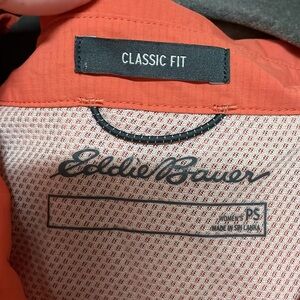 CLASSIC FIT
Eddie Bauer
WOMEN'S PS
MADE IN SRI LANKA